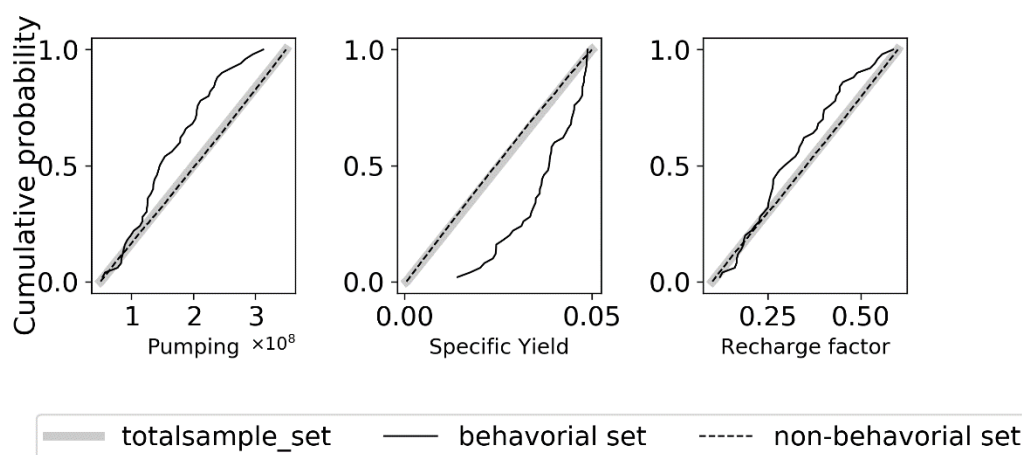 Cumulative probability
1.0
0.5
0.0
1 2 3
Pumping ×10⁸
1.0
0.5
0.0
0.00 0.05
Specific Yield
1.0
0.5
0.0
0.25 0.50
Recharge factor
totalsample_set behavorial set non-behavorial set